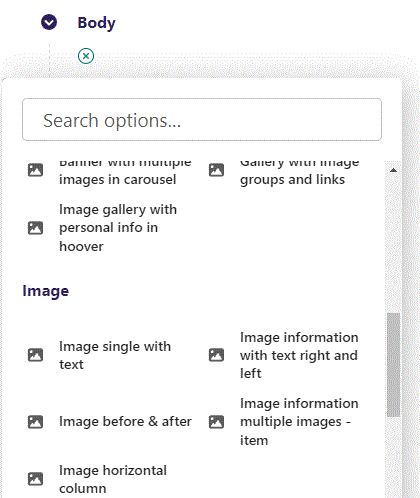 Body
Search options...
Banner with multiple
images in carousel
Gallery with image
groups and links
Image gallery with
personal info in
hoover
Image
Image single with
text
Image information
with text right and
left
Image before & after
Image information
multiple images -
item
Image horizontal
column